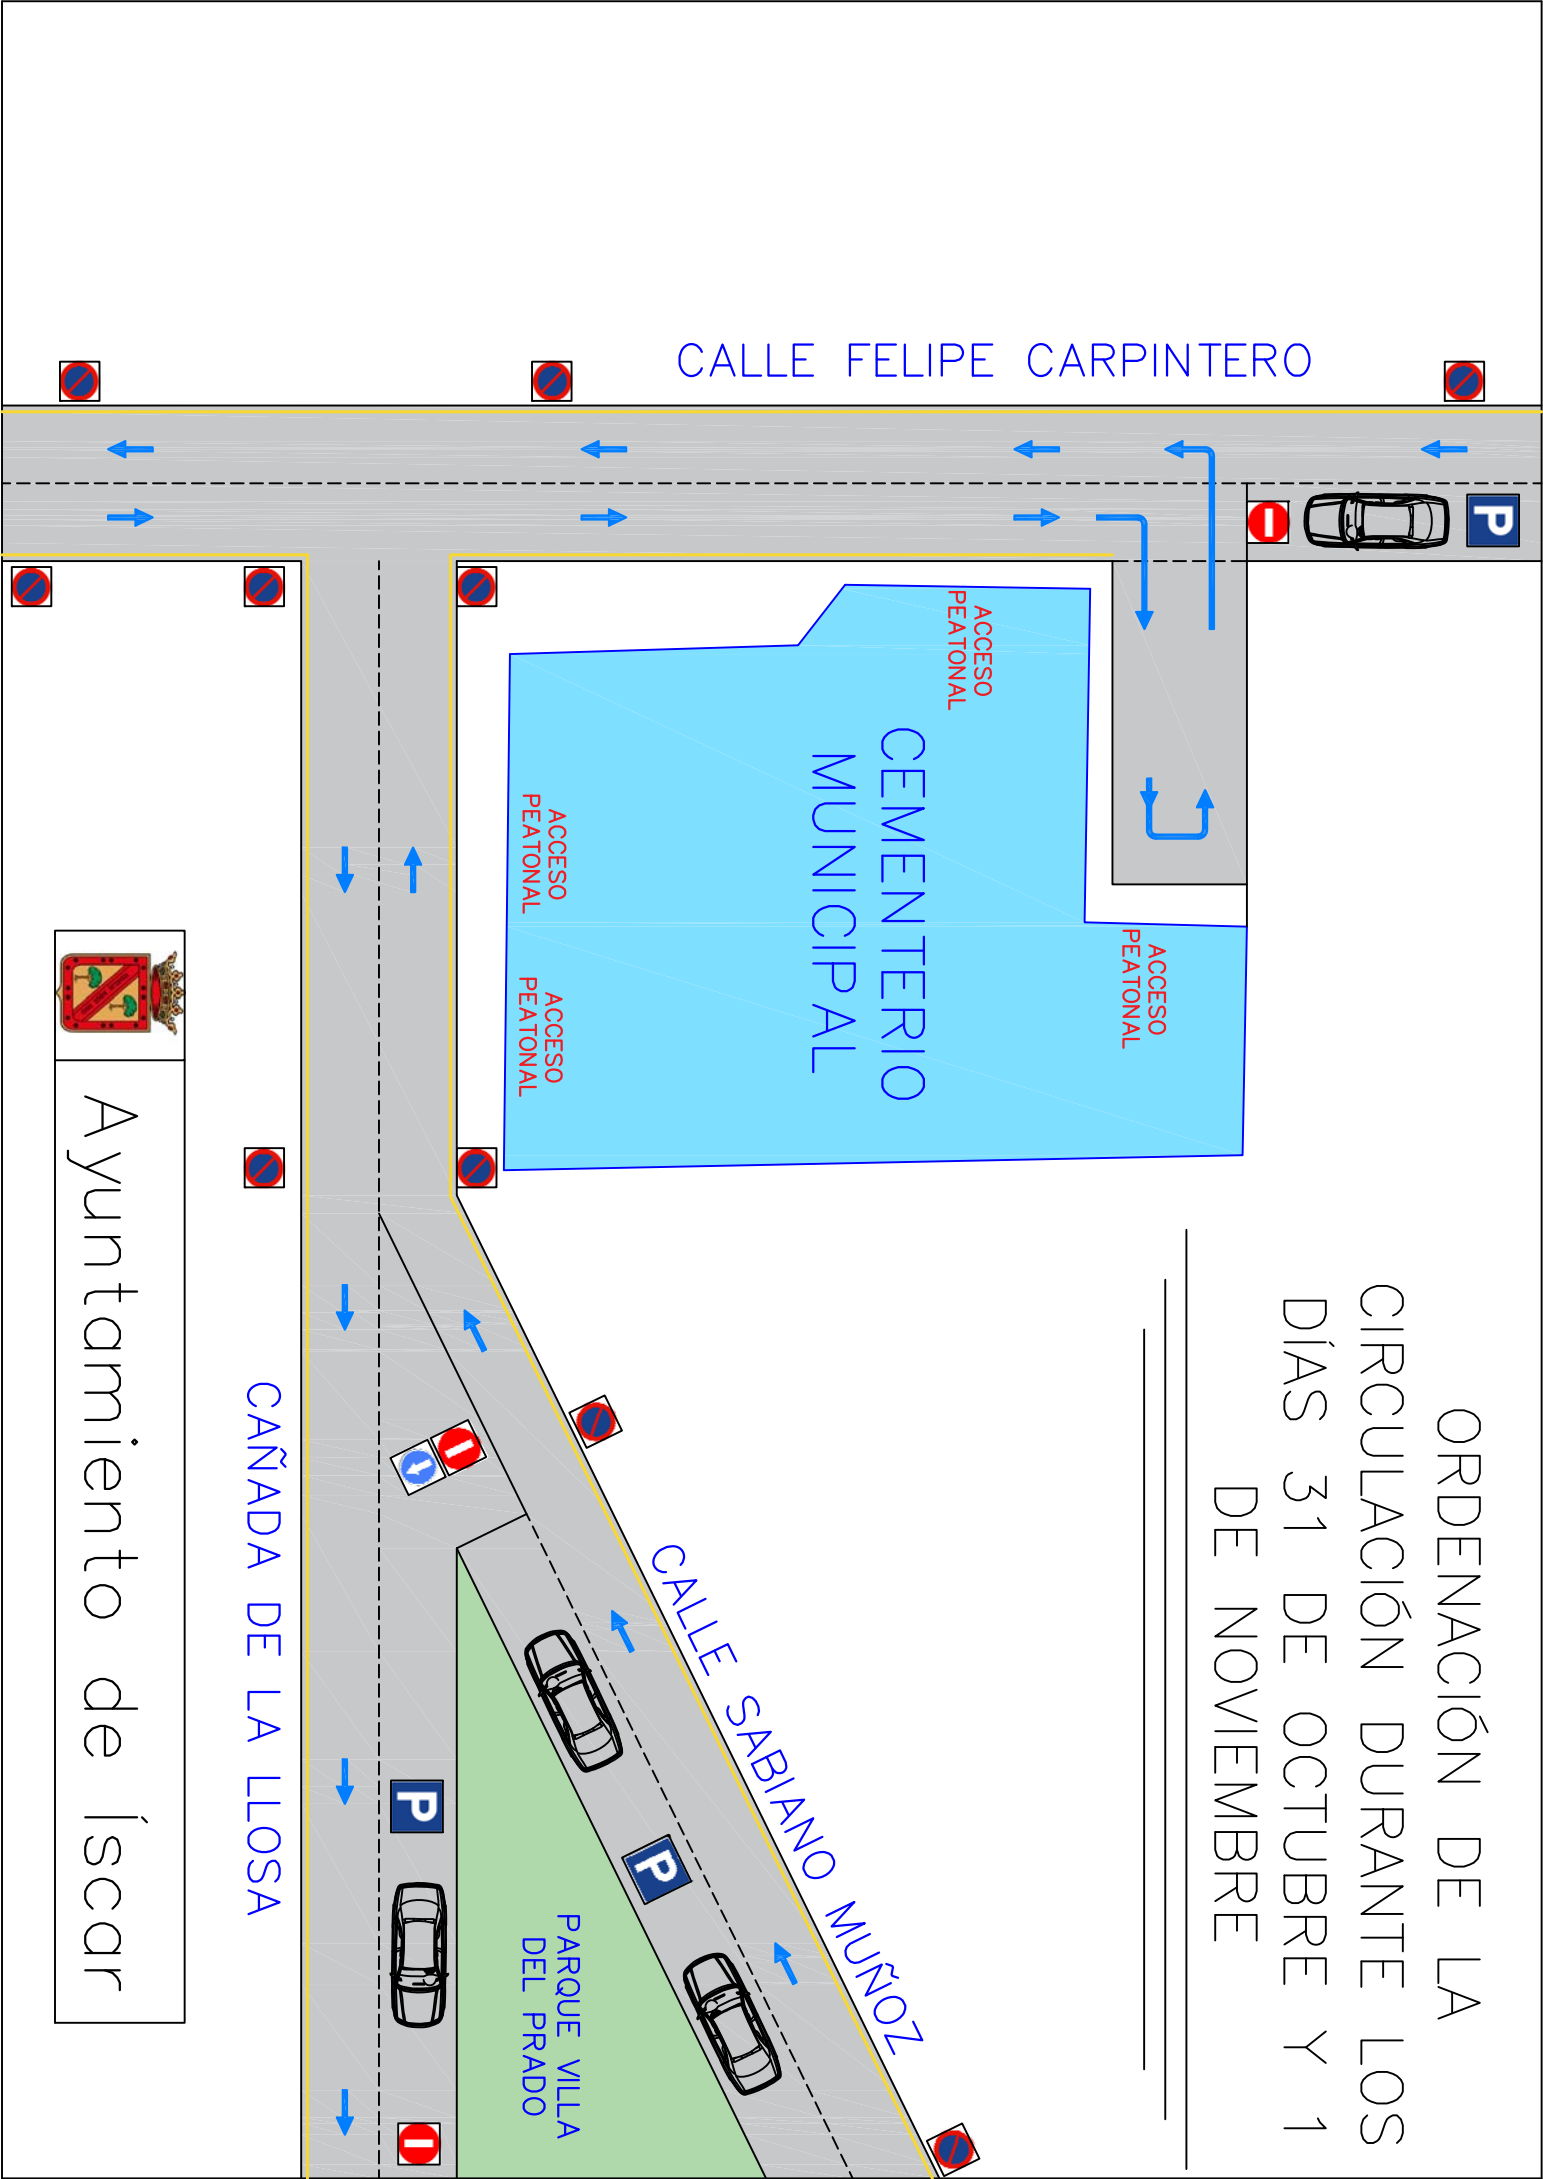 ORDENACIÓN DE LA
CIRCULACIÓN DURANTE LOS
DÍAS 31 DE OCTUBRE Y 1
DE NOVIEMBRE
CALLE FELIPE CARPINTERO
P
ACCESO
PEATONAL
ACCESO
PEATONAL
CEMENTERIO
MUNICIPAL
ACCESO
PEATONAL
ACCESO
PEATONAL
CALLE SABIANO MUÑOZ
P
PARQUE VILLA
DEL PRADO
P
CAÑADA DE LA LLOSA
Ayuntamiento de Íscar